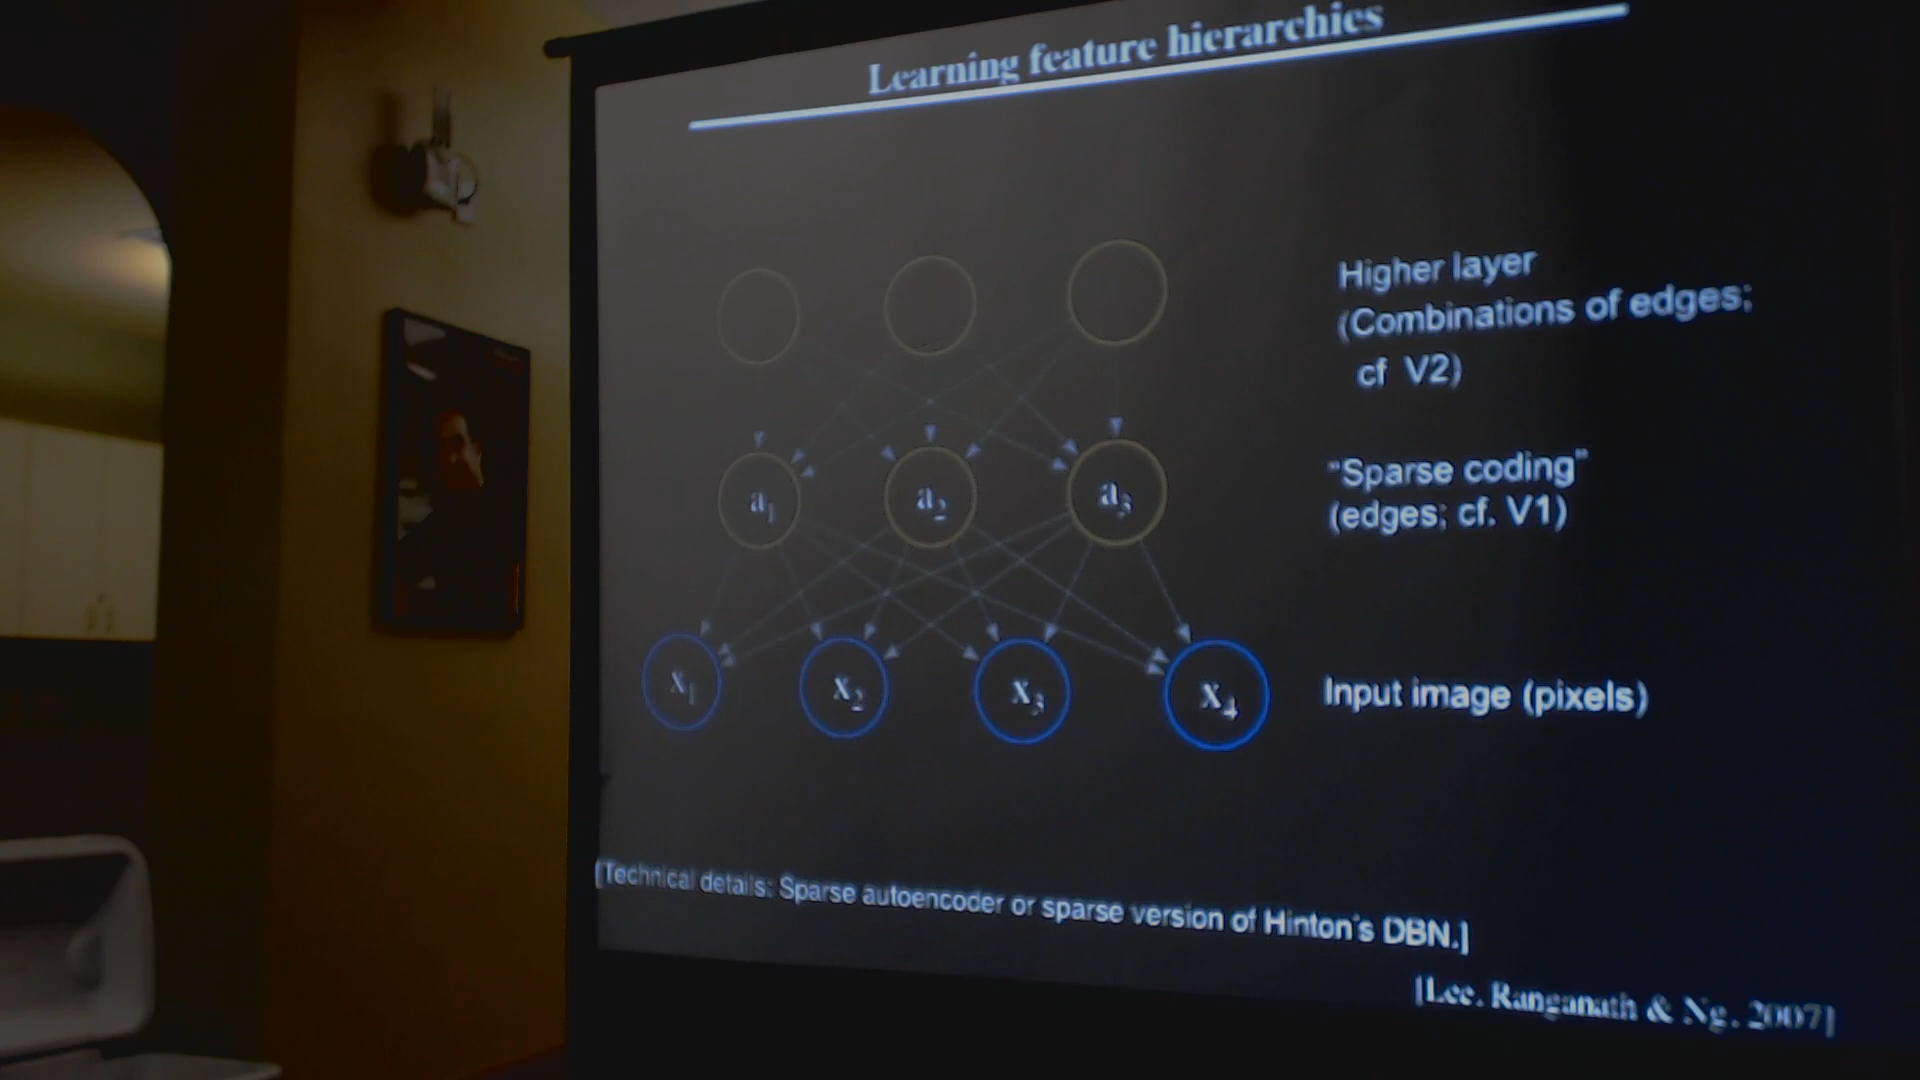 Learning feature hierarchies
Higher layer
(Combinations of edges;
cf V2)
"Sparse coding"
(edges; cf. V1)
a1
a2
a3
x1
x2
x3
x4
Input image (pixels)
[Technical details: Sparse autoencoder or sparse version of Hinton's DBN.]
[Lee, Ranganath & Ng, 2007]